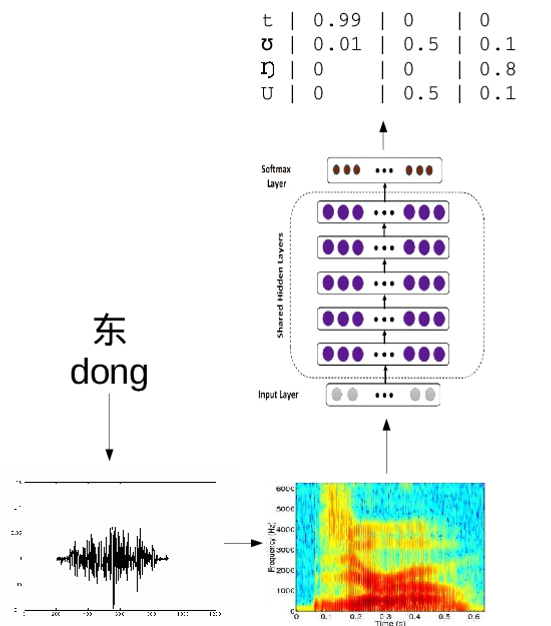 t | 0.99 | 0 | 0
ʊ | 0.01 | 0.5 | 0.1
ŋ | 0 | 0 | 0.8
U | 0 | 0.5 | 0.1
Softmax
Layer
Shared Hidden Layers
Input Layer
东
dong
Frequency (Hz)
6000
5000
4000
3000
2000
1000
0
0 0.1 0.2 0.3 0.4 0.5 0.6
Time (s)